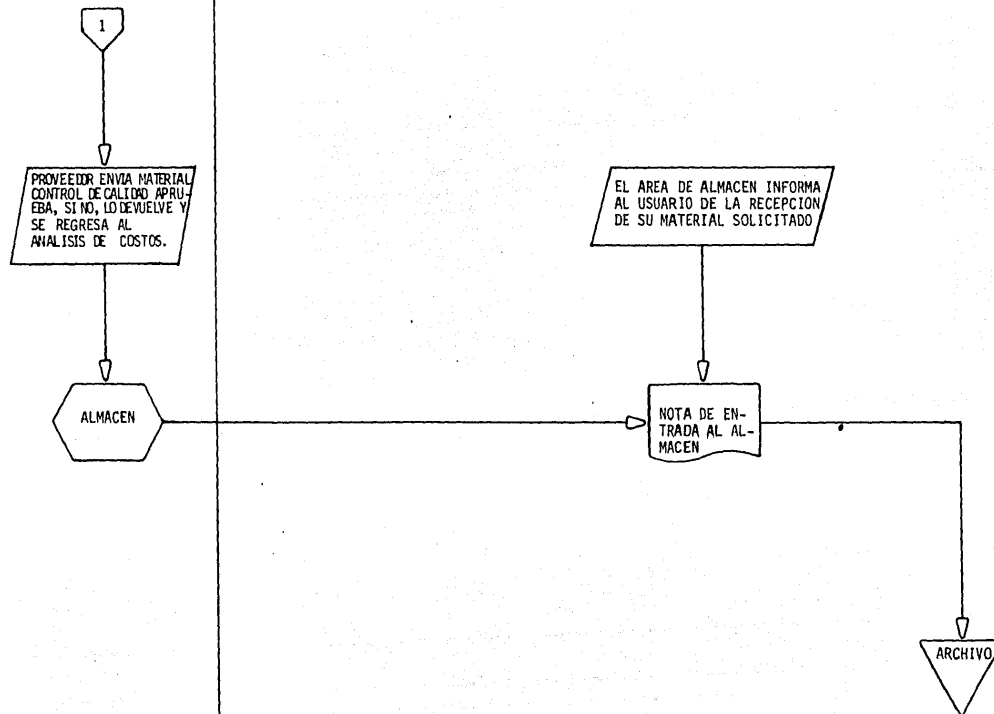 1
PROVEEDOR ENVIA MATERIAL
CONTROL DE CALIDAD APRU-
EBA, SI NO, LO DEVUELVE Y
SE REGRESA AL
ANALISIS DE COSTOS.
EL AREA DE ALMACEN INFORMA
AL USUARIO DE LA RECEPCION
DE SU MATERIAL SOLICITADO
ALMACEN
NOTA DE EN-
TRADA AL AL-
MACEN
ARCHIVO